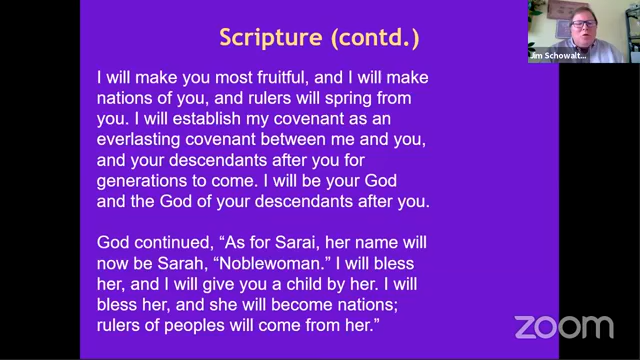 Scripture (contd.)
I will make you most fruitful, and I will make
nations of you, and rulers will spring from
you. I will establish my covenant as an
everlasting covenant between me and you,
and your descendants after you for
generations to come. I will be your God
and the God of your descendants after you.
God continued, “As for Sarai, her name will
now be Sarah, “Noblewoman.” I will bless
her, and I will give you a child by her. I will
bless her, and she will become nations;
rulers of peoples will come from her.”
Jim Schowalt...
zoom